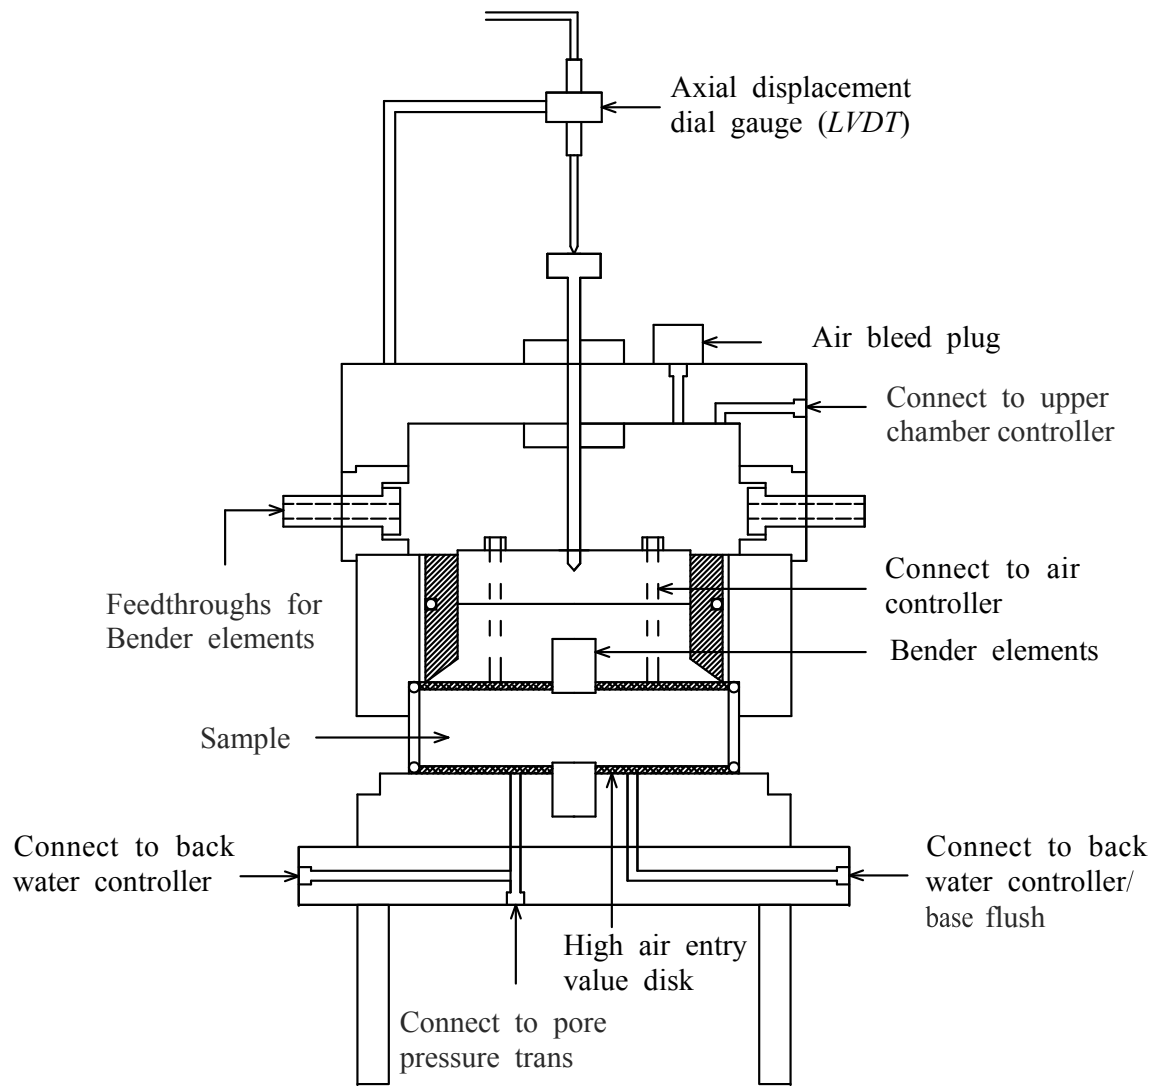 Axial displacement
dial gauge (LVDT)
Air bleed plug
Connect to upper
chamber controller
Feedthroughs for
Bender elements
Connect to air
controller
Bender elements
Sample
Connect to back
water controller
Connect to back
water controller/
base flush
High air entry
value disk
Connect to pore
pressure trans